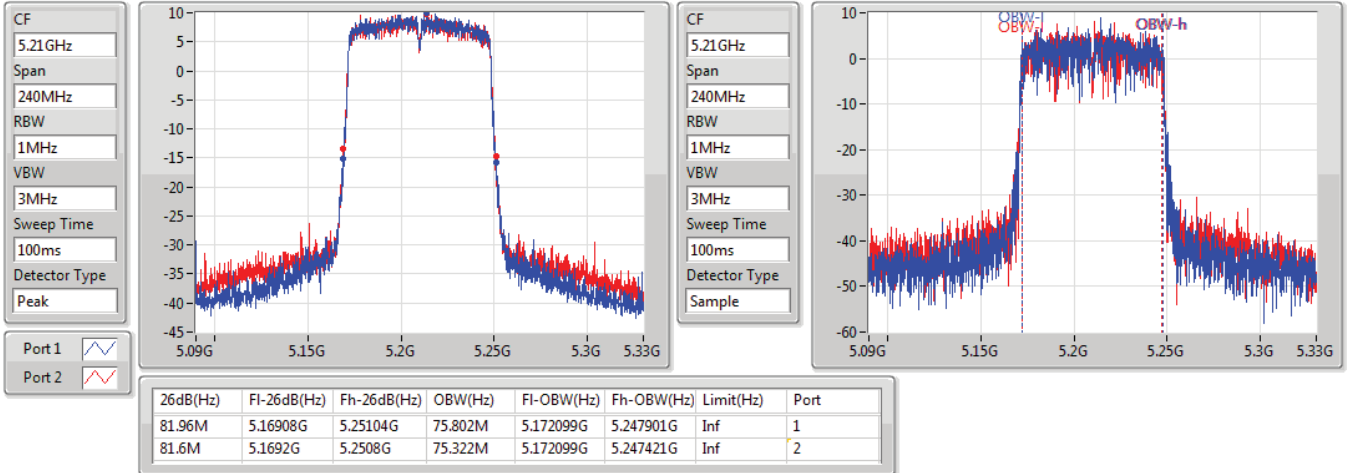 CF
5.21GHz
Span
240MHz
RBW
1MHz
VBW
3MHz
Sweep Time
100ms
Detector Type
Peak
10
5
0
-5
-10
-15
-20
-25
-30
-35
-40
-45
5.09G 5.15G 5.2G 5.25G 5.3G 5.33G
CF
5.21GHz
Span
240MHz
RBW
1MHz
VBW
3MHz
Sweep Time
100ms
Detector Type
Sample
10
0
-10
-20
-30
-40
-50
-60
OBW-l
OBW-l
OBW-h
5.09G 5.15G 5.2G 5.25G 5.3G 5.33G
Port 1
Port 2
26dB(Hz) Fl-26dB(Hz) Fh-26dB(Hz) OBW(Hz) Fl-OBW(Hz) Fh-OBW(Hz) Limit(Hz) Port
81.96M 5.16908G 5.25104G 75.802M 5.172099G 5.247901G Inf 1
81.6M 5.1692G 5.2508G 75.322M 5.172099G 5.247421G Inf 2